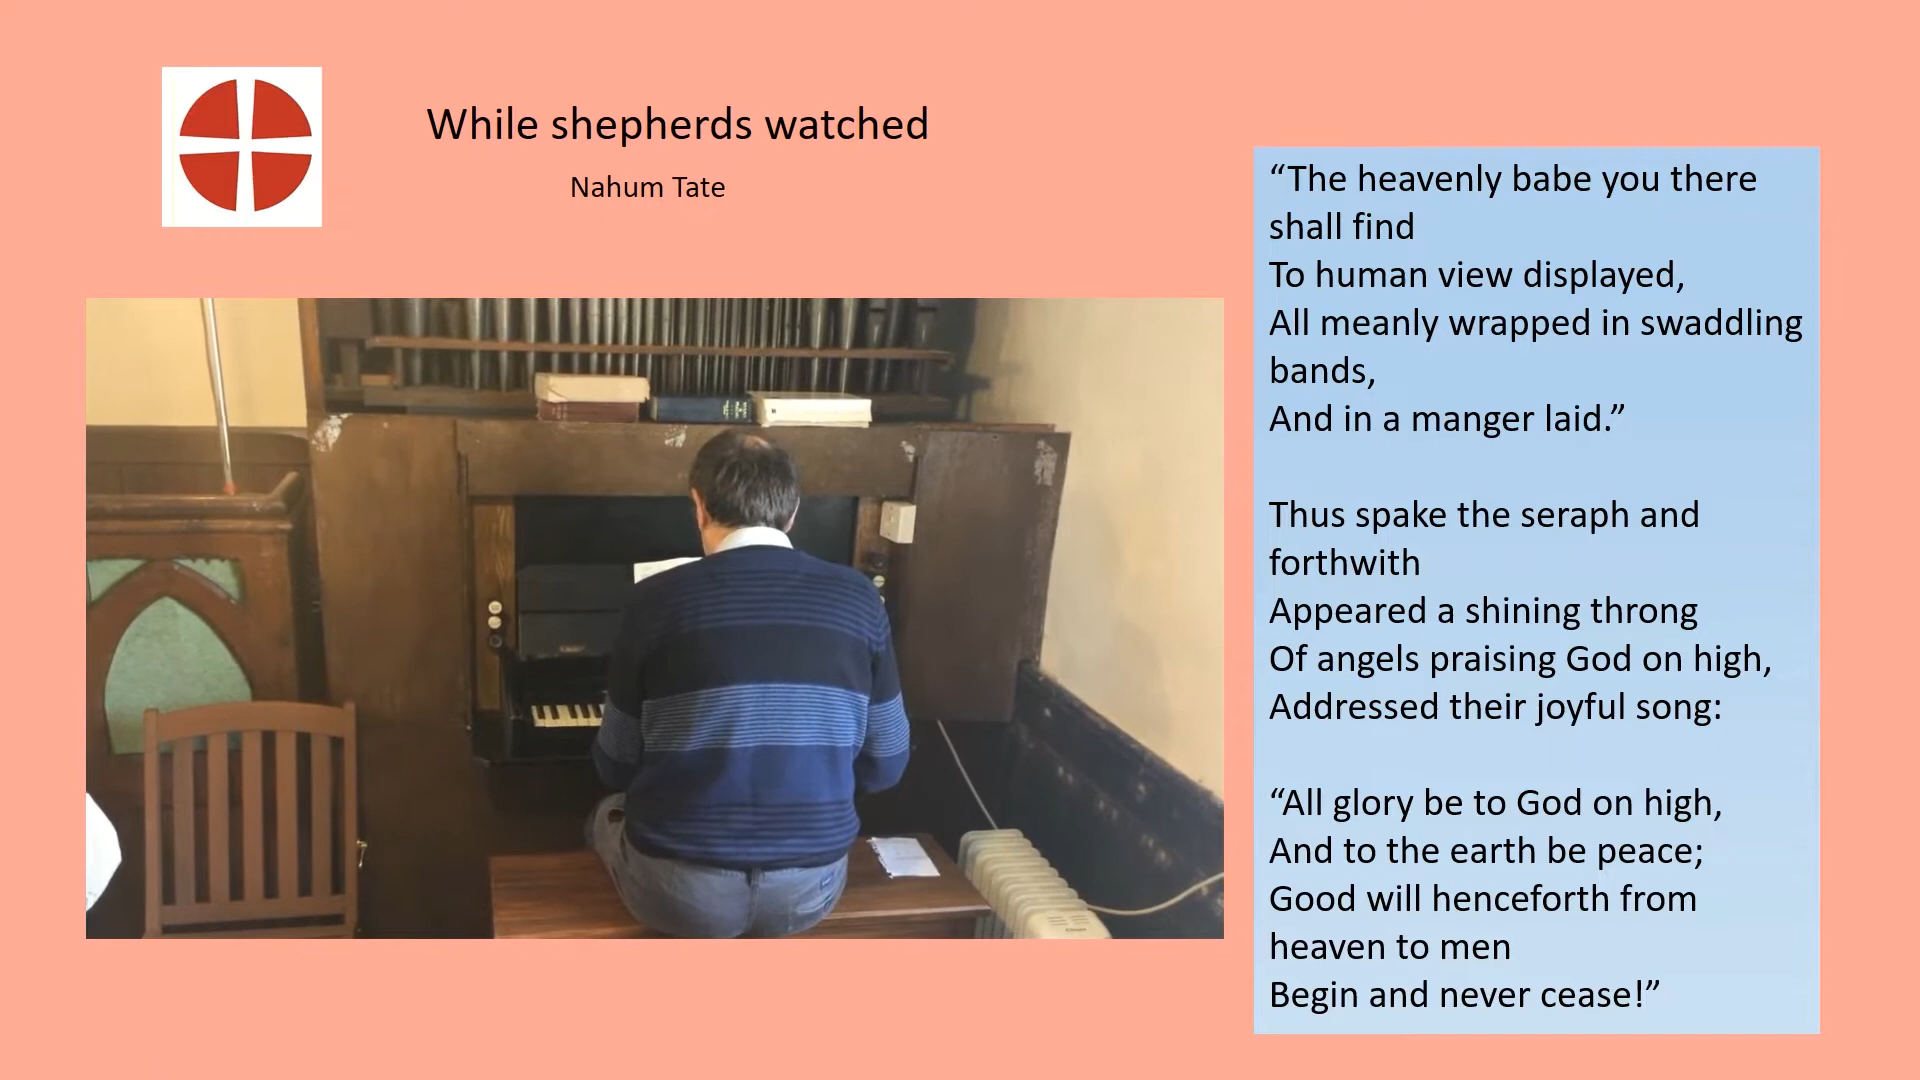 While shepherds watched
Nahum Tate
“The heavenly babe you there
shall find
To human view displayed,
All meanly wrapped in swaddling
bands,
And in a manger laid.”
Thus spake the seraph and
forthwith
Appeared a shining throng
Of angels praising God on high,
Addressed their joyful song:
“All glory be to God on high,
And to the earth be peace;
Good will henceforth from
heaven to men
Begin and never cease!”